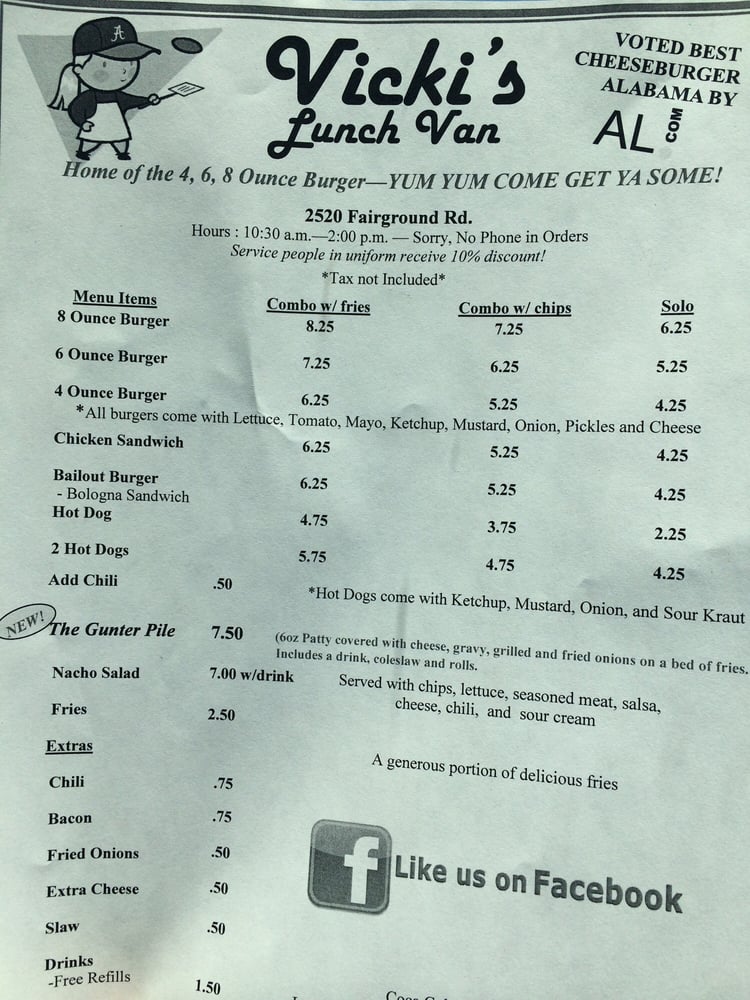 A
Vicki's
Lunch Van
VOTED BEST
CHEESEBURGER
ALABAMA BY
AL.COM
Home of the 4, 6, 8 Ounce Burger—YUM YUM COME GET YA SOME!
2520 Fairground Rd.
Hours : 10:30 a.m.—2:00 p.m. — Sorry, No Phone in Orders
Service people in uniform receive 10% discount!
*Tax not Included*
Menu Items Combo w/ fries Combo w/ chips Solo
8 Ounce Burger 8.25 7.25 6.25
6 Ounce Burger 7.25 6.25 5.25
4 Ounce Burger 6.25 5.25 4.25
*All burgers come with Lettuce, Tomato, Mayo, Ketchup, Mustard, Onion, Pickles and Cheese
Chicken Sandwich 6.25 5.25 4.25
Bailout Burger 6.25 5.25 4.25
- Bologna Sandwich
Hot Dog 4.75 3.75 2.25
2 Hot Dogs 5.75 4.75 4.25
Add Chili .50
*Hot Dogs come with Ketchup, Mustard, Onion, and Sour Kraut
NEW! The Gunter Pile 7.50 (6oz Patty covered with cheese, gravy, grilled and fried onions on a bed of fries.
Includes a drink, coleslaw and rolls.
Nacho Salad 7.00 w/drink Served with chips, lettuce, seasoned meat, salsa,
cheese, chili, and sour cream
Fries 2.50
A generous portion of delicious fries
Extras
Chili .75
Bacon .75
Fried Onions .50
Extra Cheese .50
Slaw .50
f Like us on Facebook
Drinks
-Free Refills 1.50